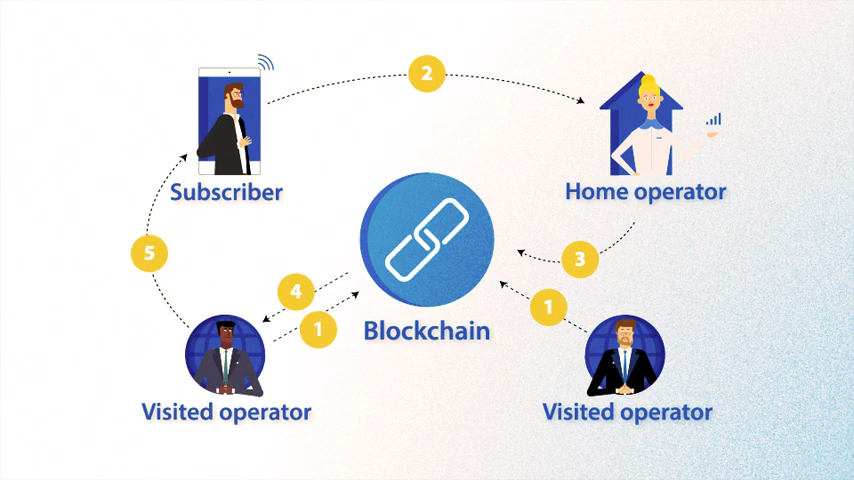 2
Subscriber
Home operator
5
3
4
1
1
Blockchain
Visited operator
Visited operator